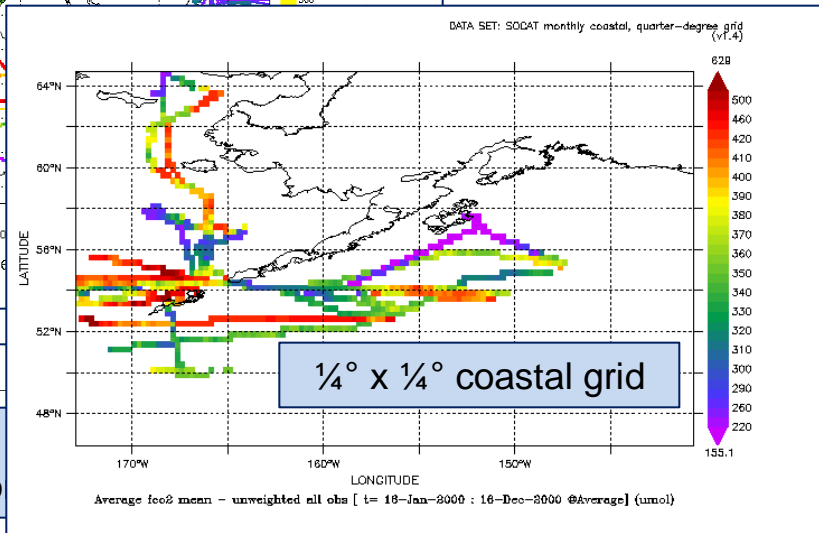 DATA SET: SOCAT monthly coastal, quarter-degree grid
(v1.4)
628
64°N
60°N
56°N
52°N
48°N
LATITUDE
500
460
420
410
400
390
380
370
360
350
340
330
320
310
300
290
260
220
155.1
¼° x ¼° coastal grid
170°W
160°W
150°W
LONGITUDE
Average fco2 mean - unweighted all obs [ t= 16-Jan-2000 : 16-Dec-2000 @Average] (umol)